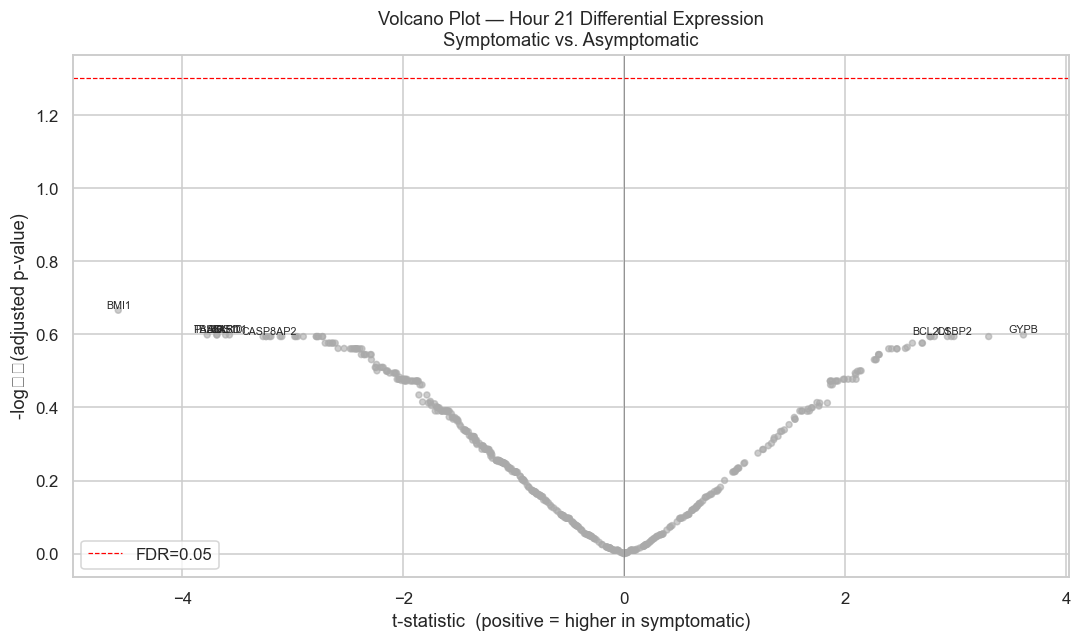 Volcano Plot — Hour 21 Differential Expression
Symptomatic vs. Asymptomatic
-log□□(adjusted p-value)
1.2
1.0
0.8
0.6
0.4
0.2
0.0
BMI1
CASP8AP2
BCL2L1
GYPB
FDR=0.05
−4
−2
0
2
4
t-statistic  (positive = higher in symptomatic)